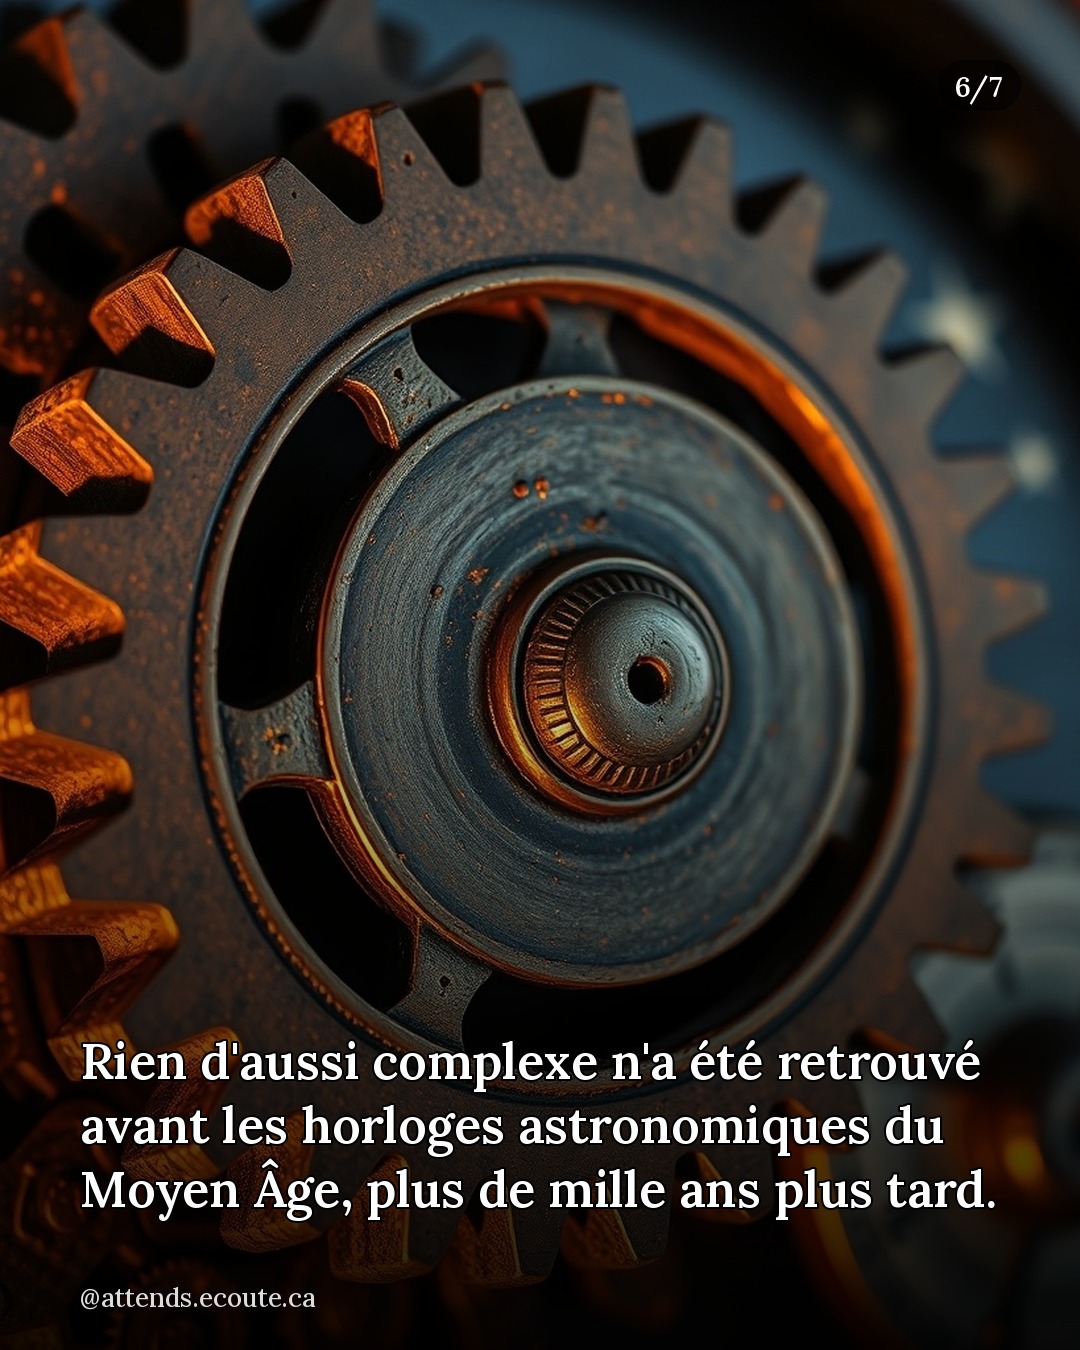 6/7
Rien d'aussi complexe n'a été retrouvé
avant les horloges astronomiques du
Moyen Âge, plus de mille ans plus tard.
@attends.ecoute.ca